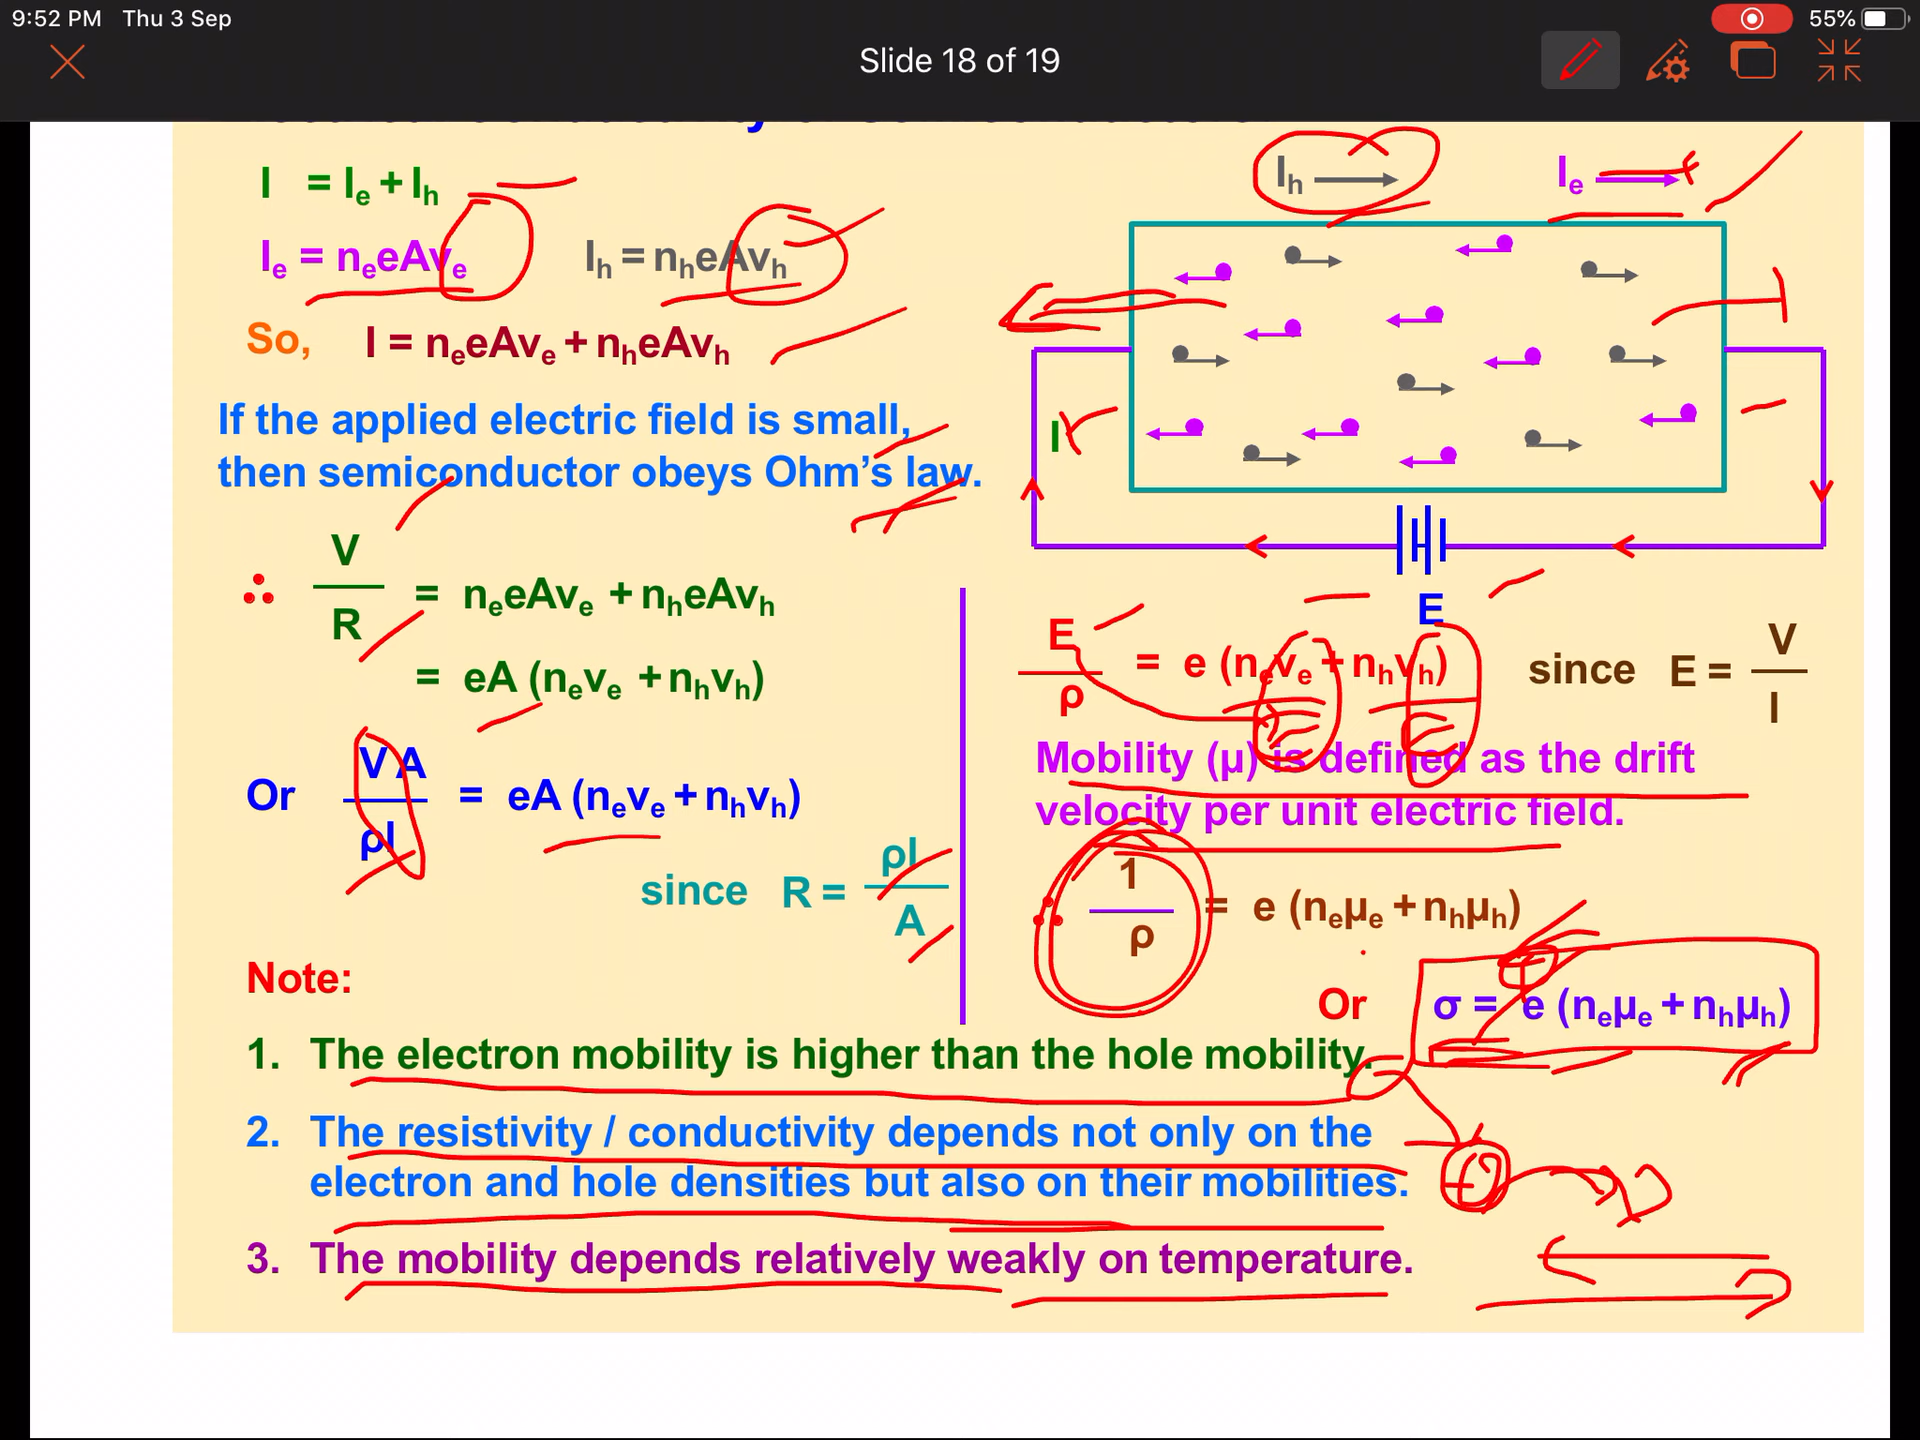 9:52 PM Thu 3 Sep
55%
Slide 18 of 19
I = Ie + Ih
Ie = neeAve
Ih = nheAvh
So, I = neeAve + nheAvh
If the applied electric field is small,
then semiconductor obeys Ohm's law.
∴ V/R = neeAve + nheAvh
= eA (neve + nhvh)
Or VA/ρl = eA (neve + nhvh)
since R = ρl/A
Ih
Ie
I
E
E/ρ = e (neve + nhvh) since E = V/l
Mobility (μ) is defined as the drift
velocity per unit electric field.
∴ 1/ρ = e (neμe + nhμh)
Or σ = e (neμe + nhμh)
Note:
1. The electron mobility is higher than the hole mobility.
2. The resistivity / conductivity depends not only on the
electron and hole densities but also on their mobilities.
3. The mobility depends relatively weakly on temperature.